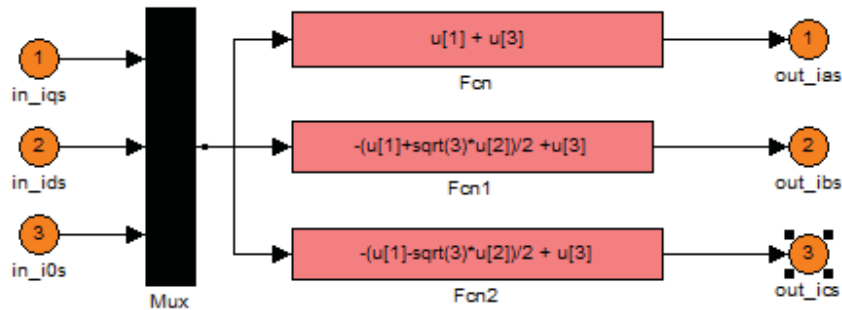 1
in_iqs
2
in_ids
3
in_i0s
Mux
u[1] + u[3]
Fcn
-(u[1]+sqrt(3)*u[2])/2 +u[3]
Fcn1
-(u[1]-sqrt(3)*u[2])/2 + u[3]
Fcn2
1
out_ias
2
out_ibs
3
out_ics